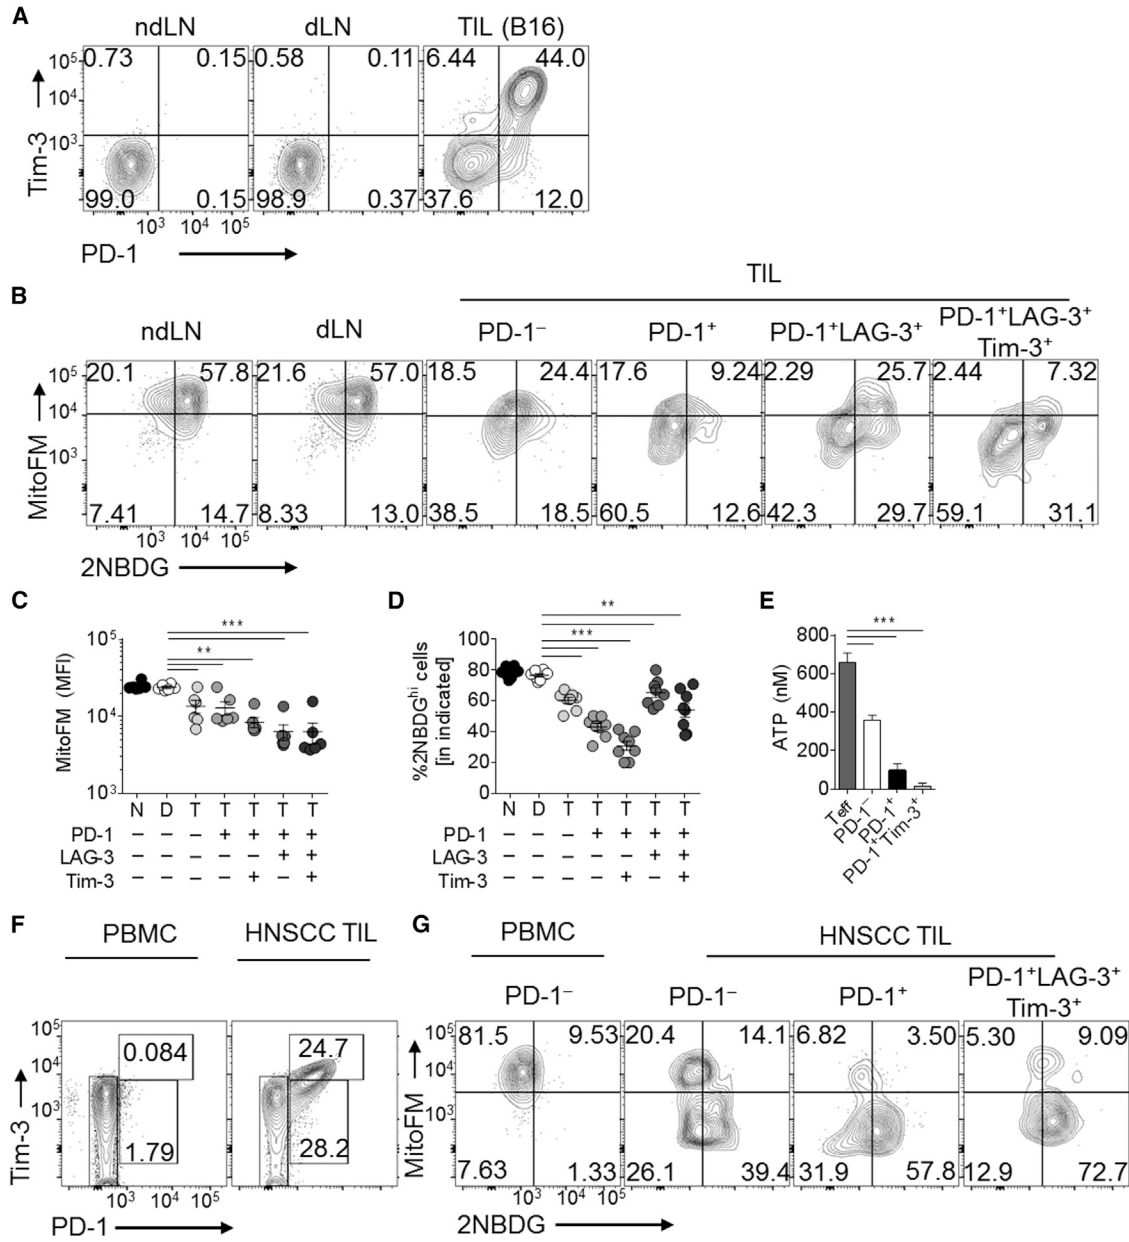 A
ndLN dLN TIL (B16)
0.73 0.15 0.58 0.11 6.44 44.0
10⁵
10⁴
10³
Tim-3
99.0 0.15 98.9 0.37 37.6 12.0
10³ 10⁴ 10⁵
PD-1
B
TIL
ndLN dLN PD-1⁻ PD-1⁺ PD-1⁺LAG-3⁺ PD-1⁺LAG-3⁺
Tim-3⁺
20.1 57.8 21.6 57.0 18.5 24.4 17.6 9.24 2.29 25.7 2.44 7.32
10⁵
10⁴
10³
MitoFM
7.41 14.7 8.33 13.0 38.5 18.5 60.5 12.6 42.3 29.7 59.1 31.1
10³ 10⁴ 10⁵
2NBDG
C
***
**
10⁵
10⁴
10³
MitoFM (MFI)
N D T T T T T
PD-1 – – – + + + +
LAG-3 – – – – – + +
Tim-3 – – – – + – +
D
**
***
100
80
60
40
20
0
%2NBDGʰⁱ cells
[in indicated]
N D T T T T T
PD-1 – – – + + + +
LAG-3 – – – – – + +
Tim-3 – – – – + – +
E
***
800
600
400
200
0
ATP (nM)
Teff
PD-1⁻
PD-1⁺
PD-1⁺Tim-3⁺
F
PBMC HNSCC TIL
10⁵
10⁴
10³
Tim-3
0.084 24.7
1.79 28.2
10³ 10⁴ 10⁵
PD-1
G
PBMC HNSCC TIL
PD-1⁻ PD-1⁻ PD-1⁺ PD-1⁺LAG-3⁺
Tim-3⁺
81.5 9.53 20.4 14.1 6.82 3.50 5.30 9.09
10⁵
10⁴
10³
MitoFM
7.63 1.33 26.1 39.4 31.9 57.8 12.9 72.7
10³ 10⁴ 10⁵
2NBDG